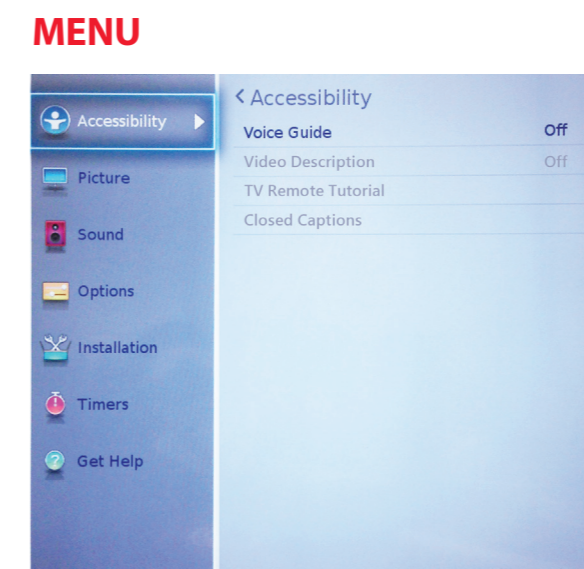 MENU
Accessibility
Picture
Sound
Options
Installation
Timers
Get Help
Accessibility
Voice Guide Off
Video Description Off
TV Remote Tutorial
Closed Captions